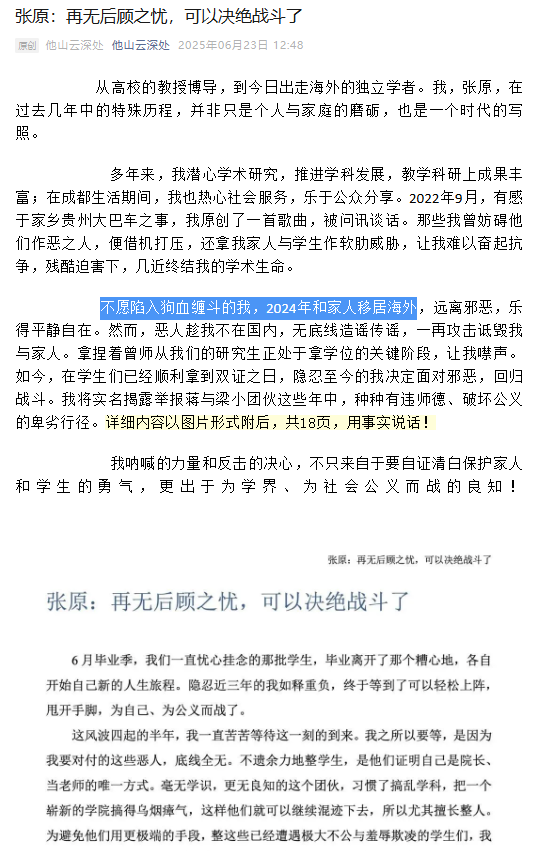 张原：再无后顾之忧，可以决绝战斗了
原创 他山云深处 他山云深处 2025年06月23日 12:48
从高校的教授博导，到今日出走海外的独立学者。我，张原，在
过去几年中的特殊历程，并非只是个人与家庭的磨砺，也是一个时代的写
照。
多年来，我潜心学术研究，推进学科发展，教学科研上成果丰
富；在成都生活期间，我也热心社会服务，乐于公众分享。2022年9月，有感
于家乡贵州大巴车之事，我原创了一首歌曲，被问讯谈话。那些我曾妨碍他
们作恶之人，便借机打压，还拿我家人与学生作软肋威胁，让我难以奋起抗
争，残酷迫害下，几近终结我的学术生命。
不愿陷入狗血缠斗的我，2024年和家人移居海外，远离邪恶，乐
得平静自在。然而，恶人趁我不在国内，无底线造谣传谣，一再攻击诋毁我
与家人。拿捏着曾师从我们的研究生正处于拿学位的关键阶段，让我噤声。
如今，在学生们已经顺利拿到双证之日，隐忍至今的我决定面对邪恶，回归
战斗。我将实名揭露举报蒋与梁小团伙这些年中，种种有违师德、破坏公义
的卑劣行径。详细内容以图片形式附后，共18页，用事实说话！
我呐喊的力量和反击的决心，不只来自于要自证清白保护家人
和学生的勇气，更出于为学界、为社会公义而战的良知！
张原：再无后顾之忧，可以决绝战斗了
张原：再无后顾之忧，可以决绝战斗了
6月毕业季，我们一直忧心挂念的那批学生，毕业离开了那个糟心地，各自
开始自己新的人生旅程。隐忍近三年的我如释重负，终于等到了可以轻松上阵，
甩开手脚，为自己、为公义而战了。
这风波四起的半年，我一直苦苦等待这一刻的到来。我之所以要等，是因为
我要对付的这些恶人，底线全无。不遗余力地整学生，是他们证明自己是院长、
当老师的唯一方式。毫无学识，更无良知的这个团伙，习惯了搞乱学科，把一个
崭新的学院搞得乌烟瘴气，这样他们就可以继续混迹下去，所以尤其擅长整人。
为避免他们用更极端的手段，整这些已经遭遇极大不公与羞辱欺凌的学生们，我